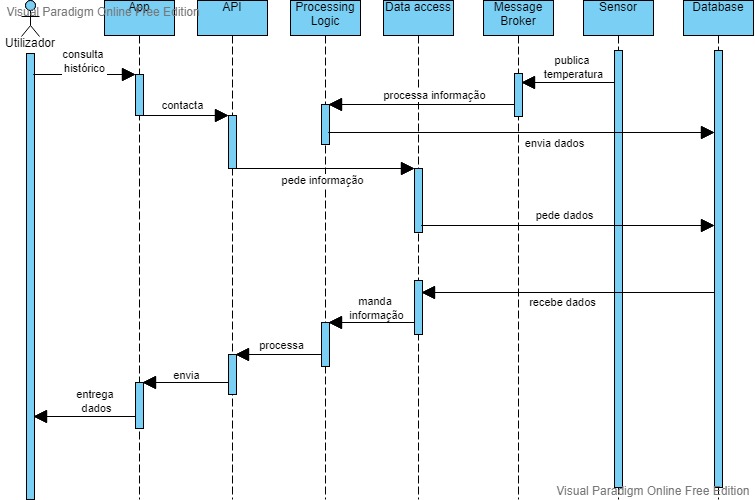 Visual Paradigm Online Free Edition
Utilizador
App
API
Processing
Logic
Data access
Message
Broker
Sensor
Database
consulta
histórico
publica
temperatura
processa informação
contacta
envia dados
pede informação
pede dados
recebe dados
manda
informação
processa
envia
entrega
dados
Visual Paradigm Online Free Edition